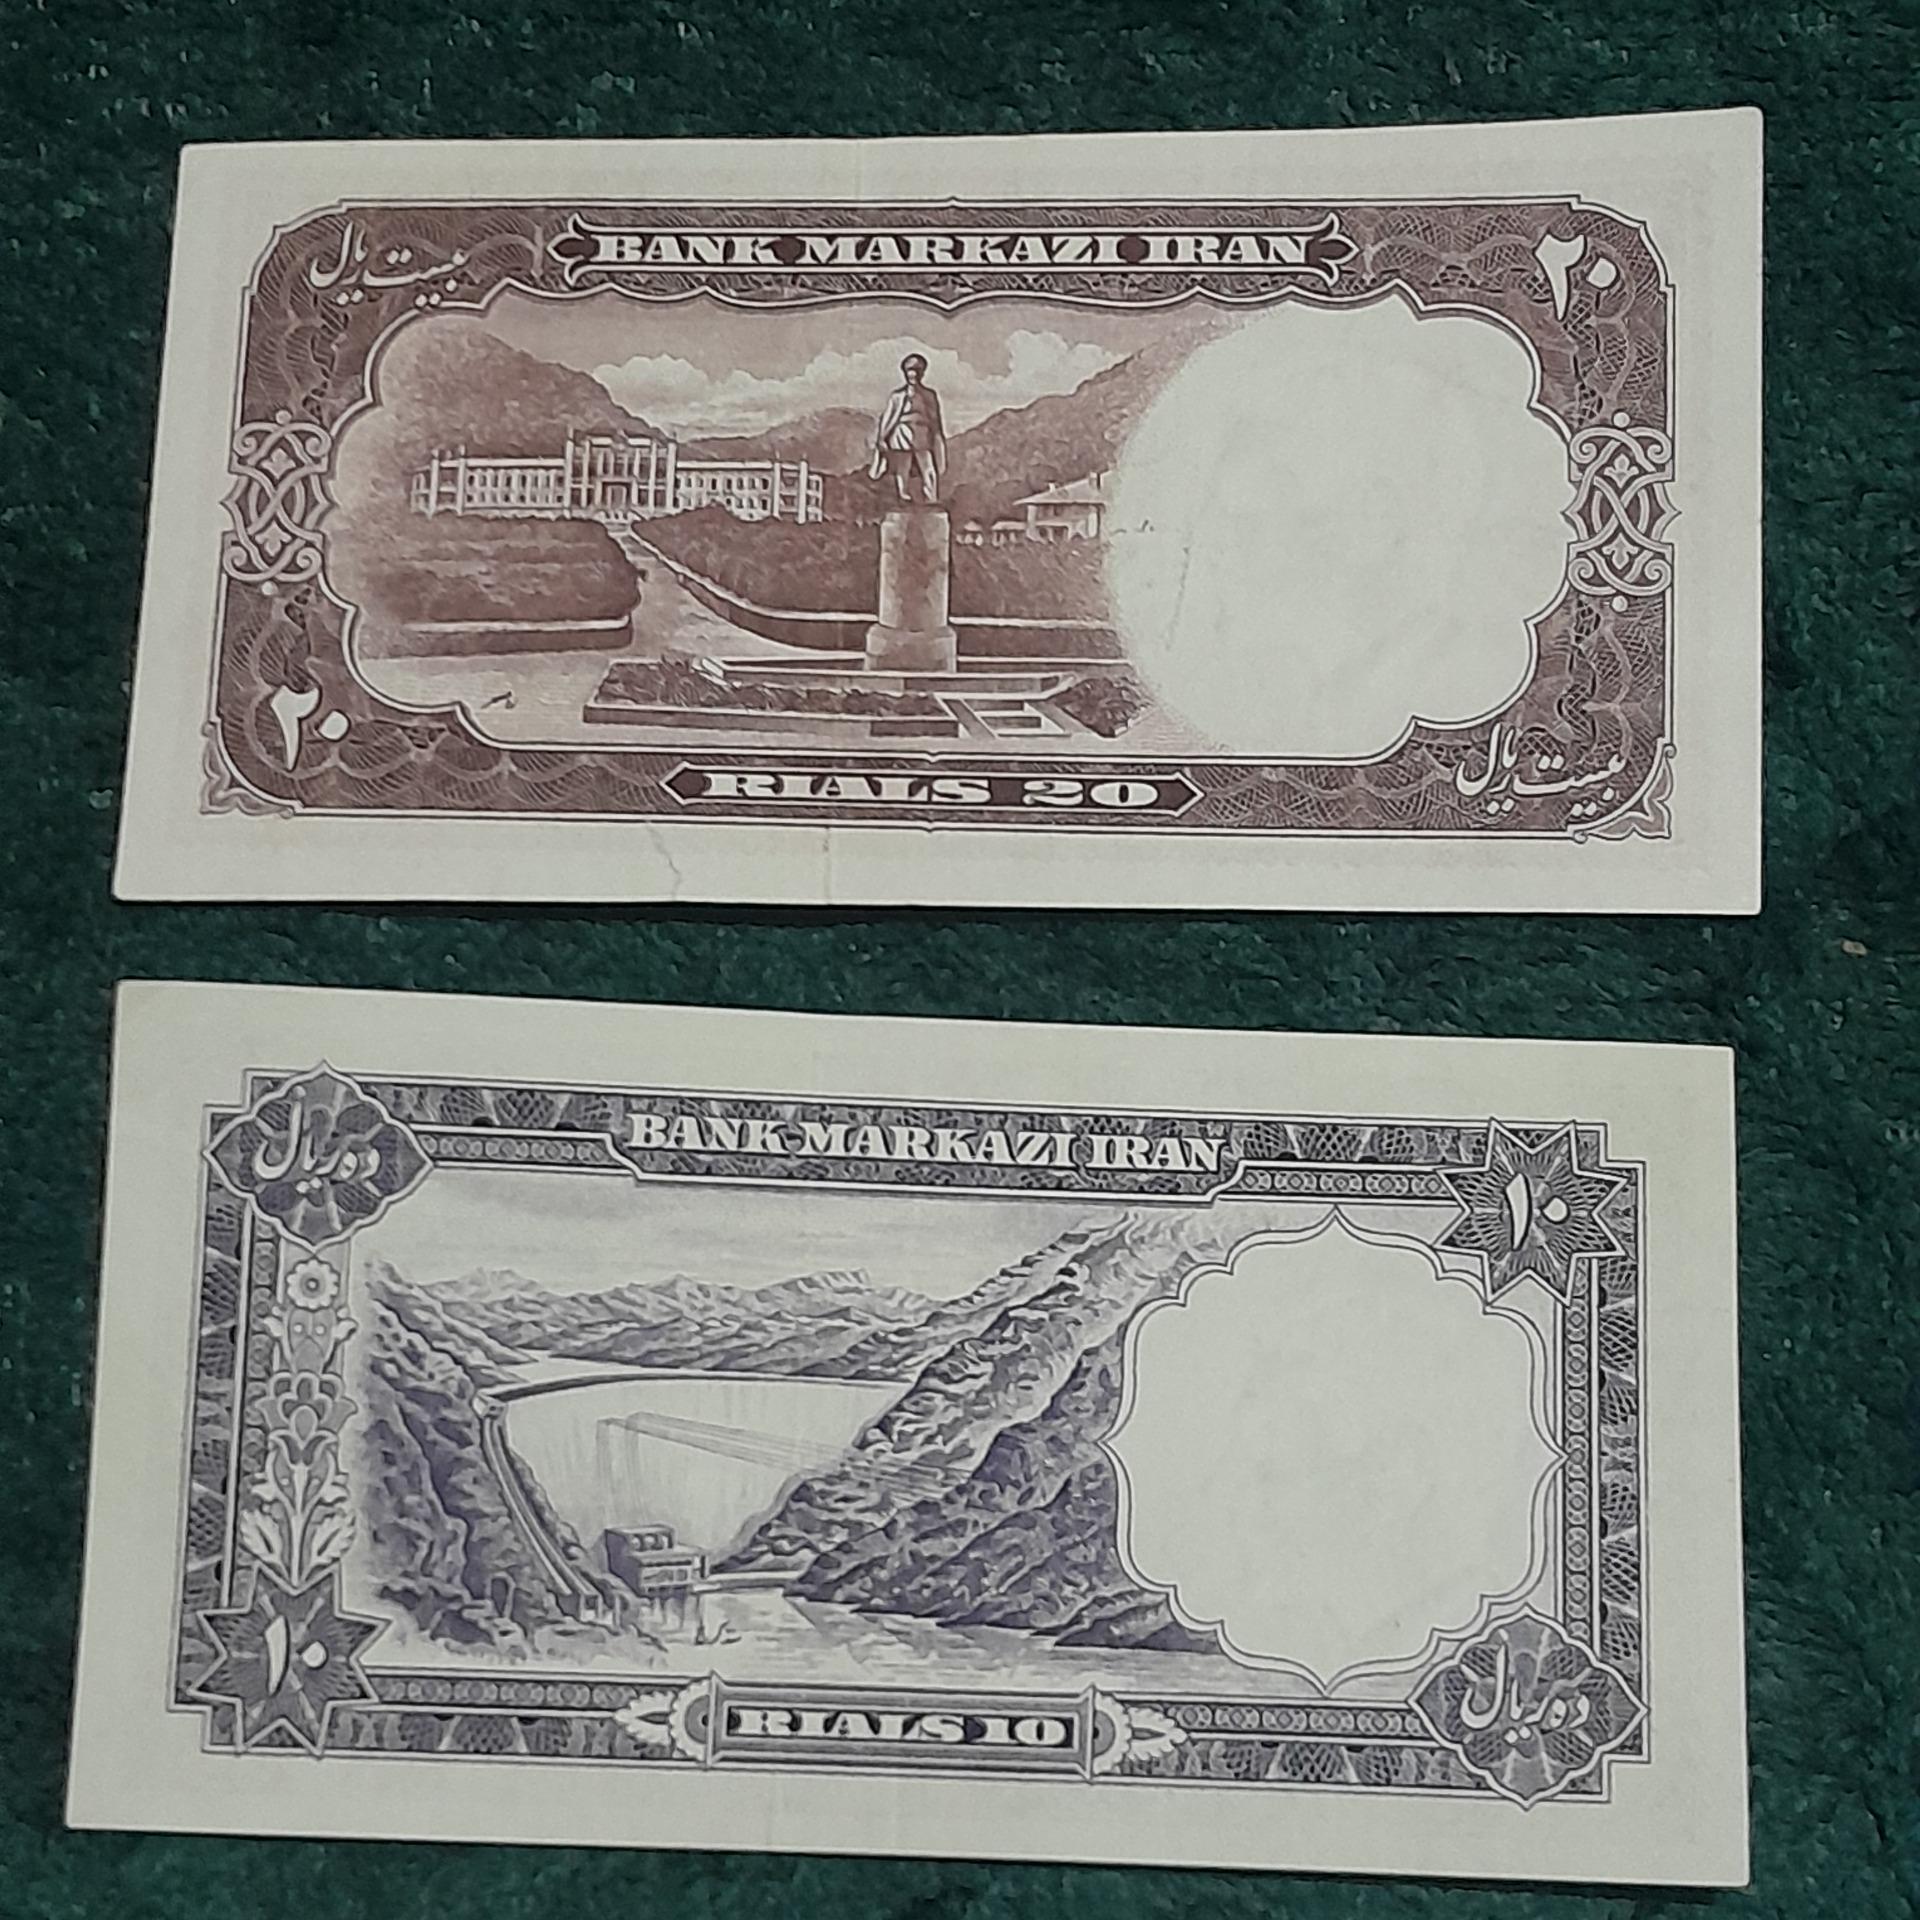 BANK MARKAZI IRAN
بیست ریال
۲۰
۲۰
RIALS 20
بیست ریال
BANK MARKAZI IRAN
ده ریال
۱۰
۱۰
RIALS 10
ده ریال